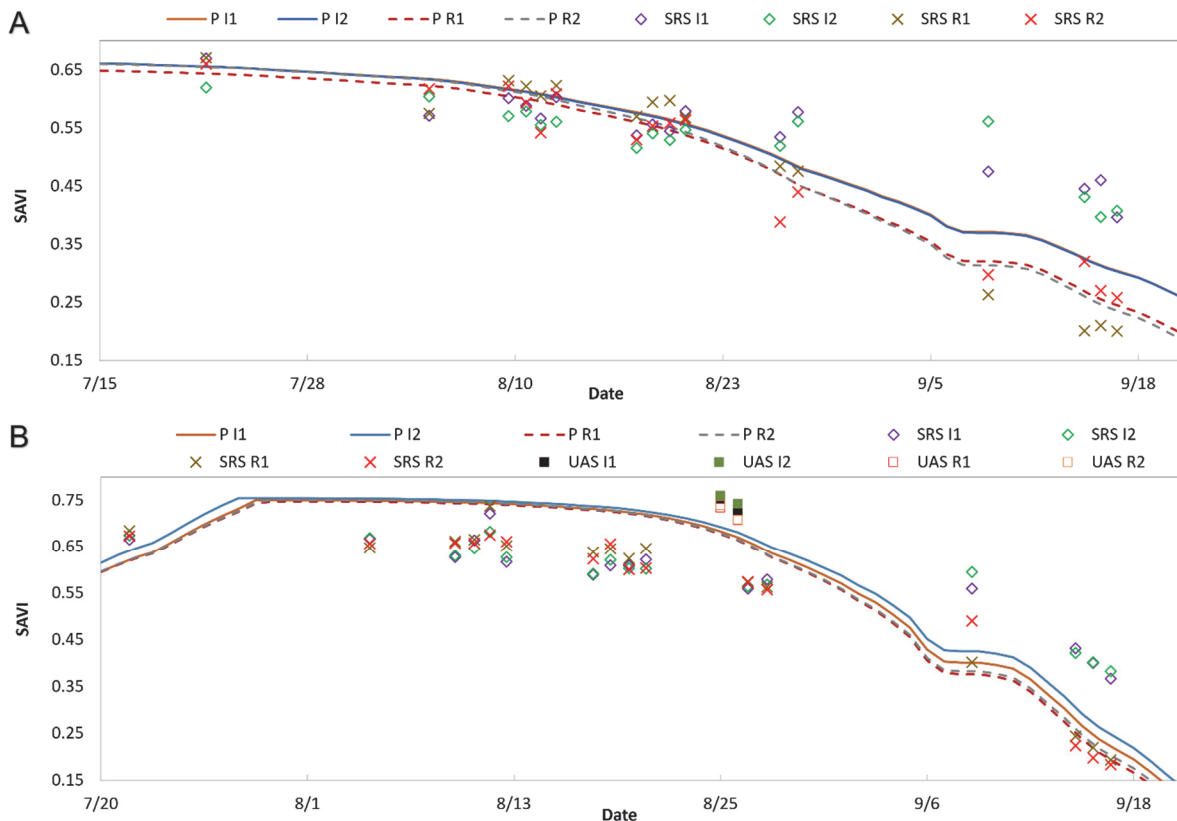 A
P I1 P I2 P R1 P R2 SRS I1 SRS I2 SRS R1 SRS R2
0.65
0.55
0.45
0.35
0.25
0.15
SAVI
7/15 7/28 8/10 8/23 9/5 9/18
Date
B
P I1 P I2 P R1 P R2 SRS I1 SRS I2
SRS R1 SRS R2 UAS I1 UAS I2 UAS R1 UAS R2
0.75
0.65
0.55
0.45
0.35
0.25
0.15
SAVI
7/20 8/1 8/13 8/25 9/6 9/18
Date